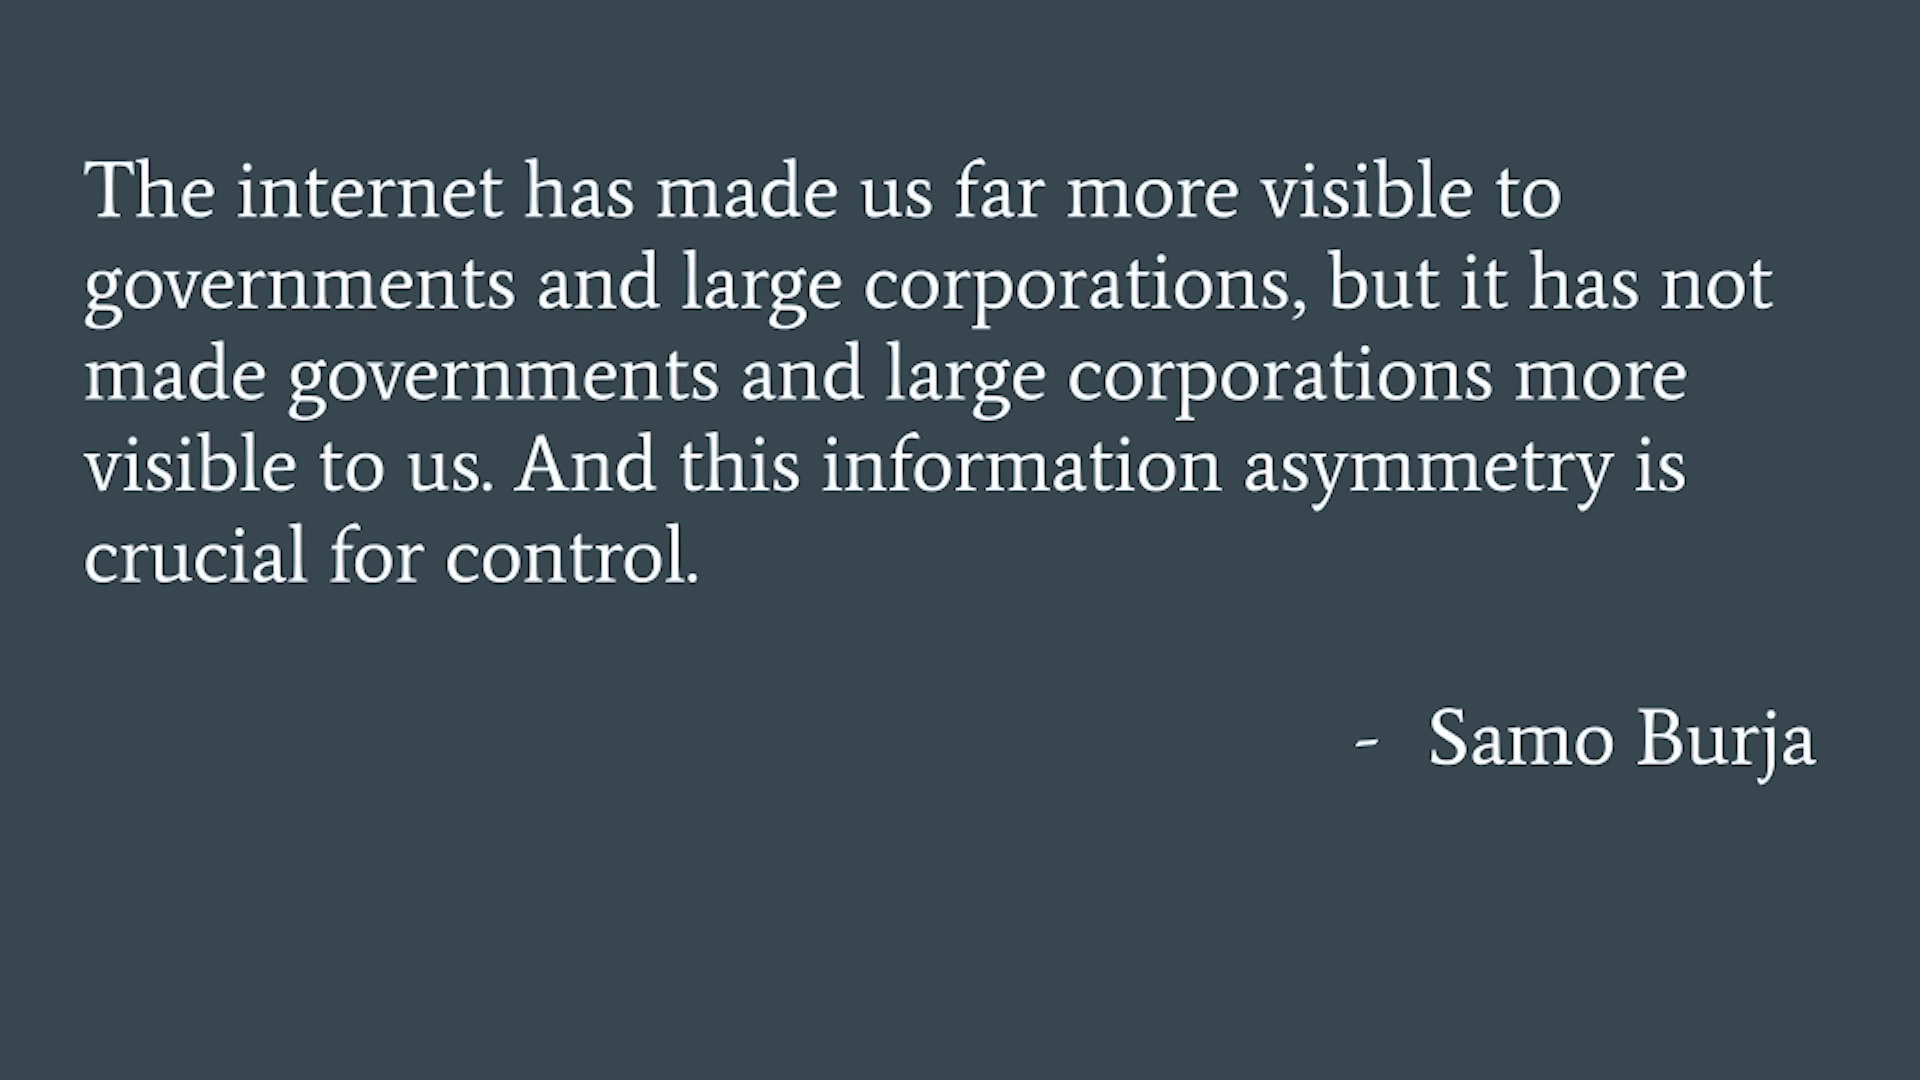 The internet has made us far more visible to
governments and large corporations, but it has not
made governments and large corporations more
visible to us. And this information asymmetry is
crucial for control.
- Samo Burja